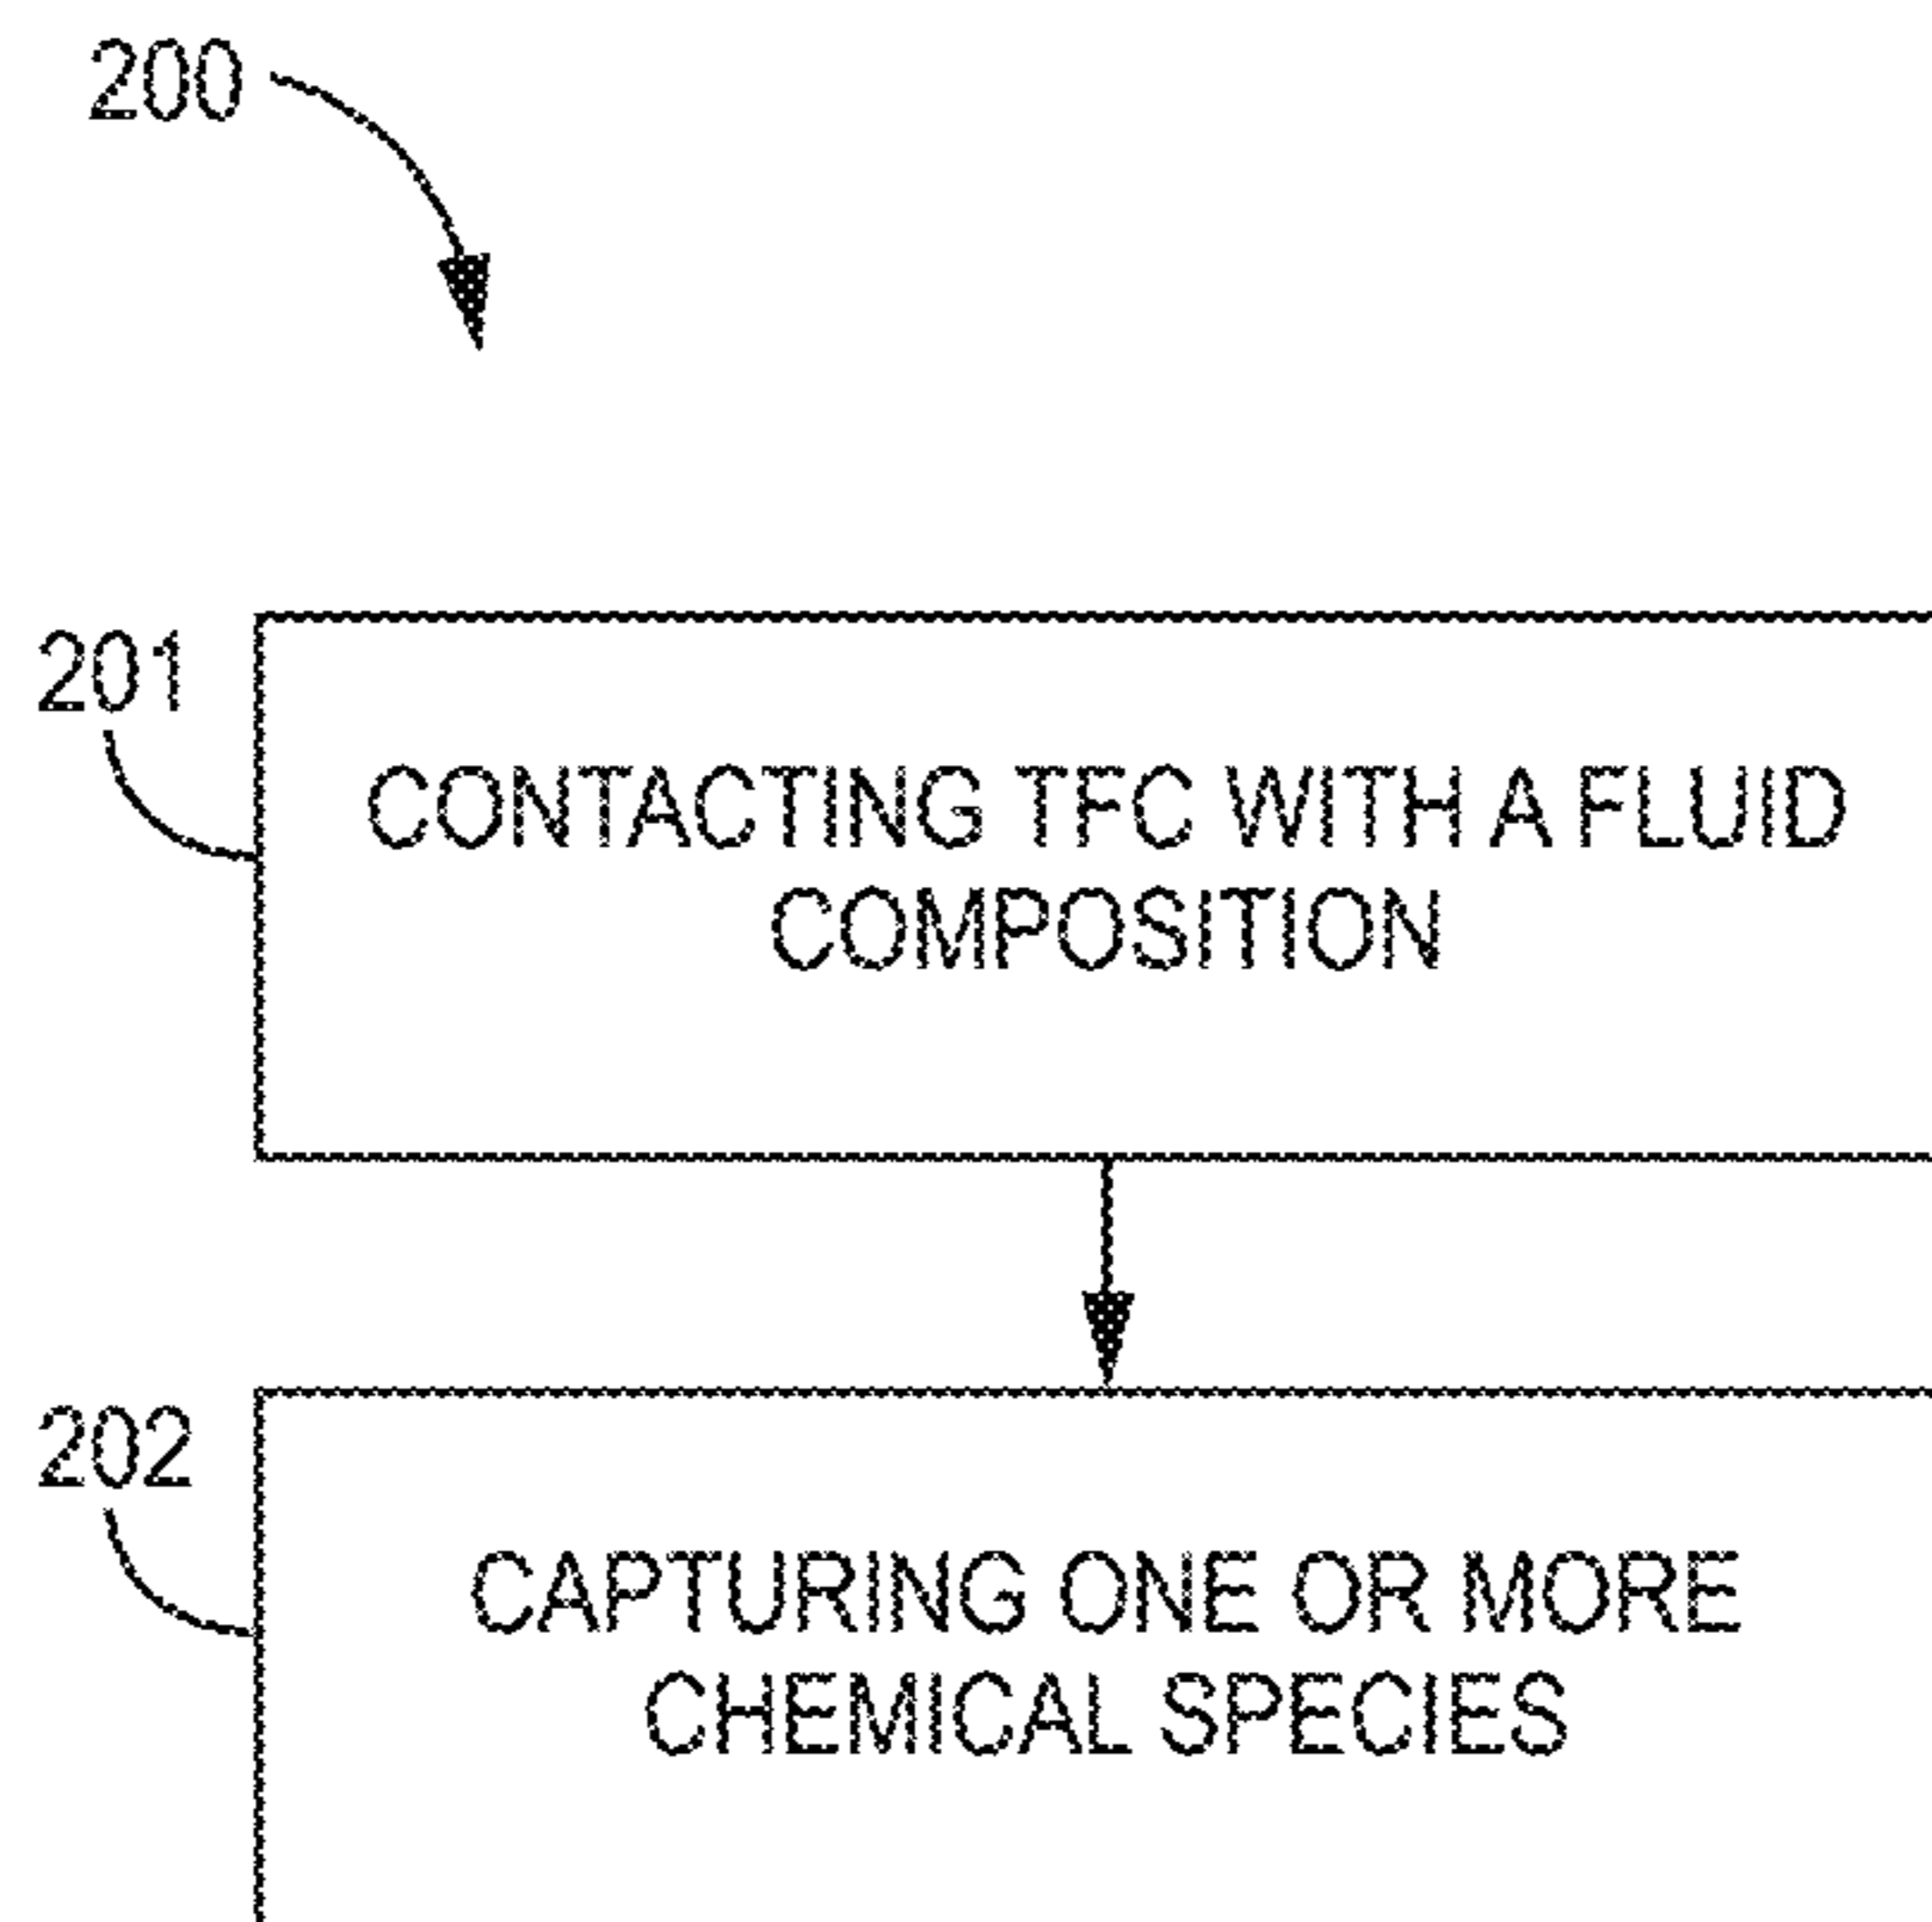 200
201
CONTACTING TFC WITH A FLUID
COMPOSITION
202
CAPTURING ONE OR MORE
CHEMICAL SPECIES